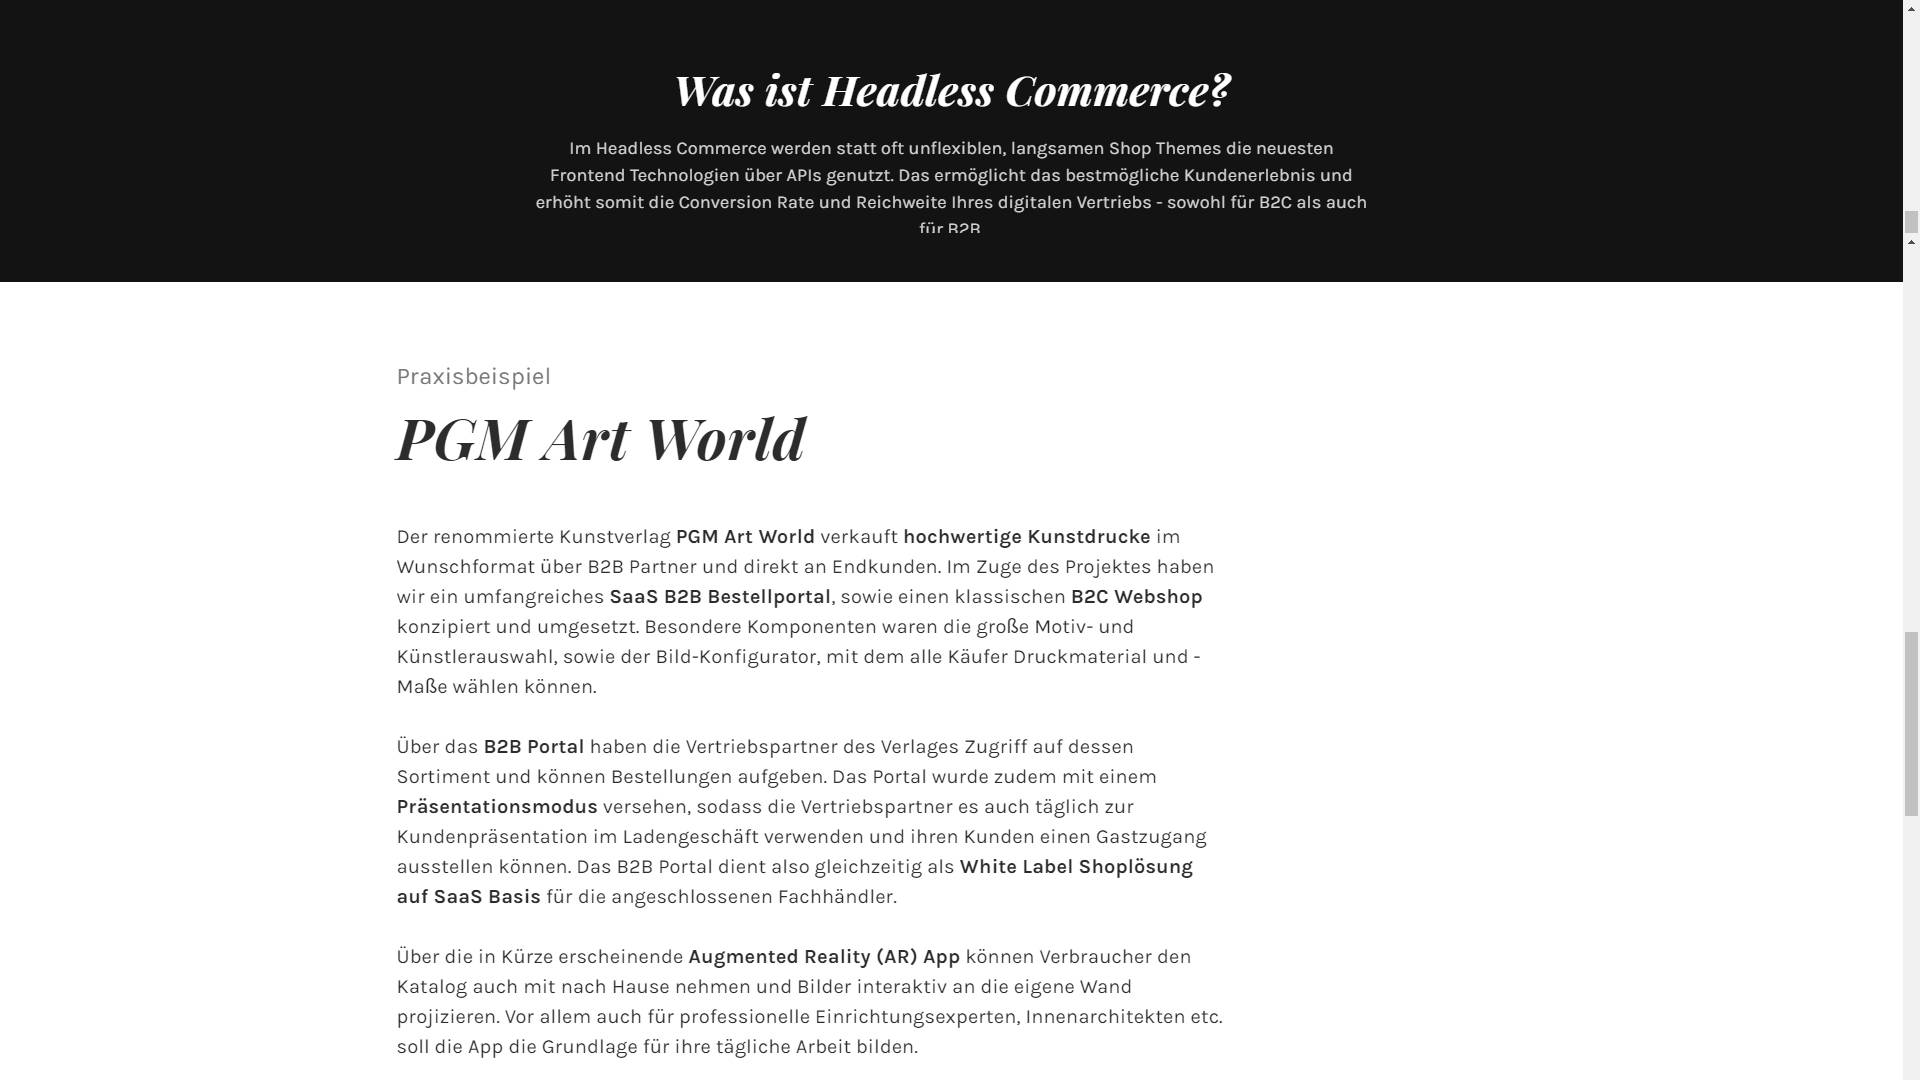 Was ist Headless Commerce?
Im Headless Commerce werden statt oft unflexiblen, langsamen Shop Themes die neuesten
Frontend Technologien über APIs genutzt. Das ermöglicht das bestmögliche Kundenerlebnis und
erhöht somit die Conversion Rate und Reichweite Ihres digitalen Vertriebs - sowohl für B2C als auch
für B2B
Praxisbeispiel
PGM Art World
Der renommierte Kunstverlag PGM Art World verkauft hochwertige Kunstdrucke im
Wunschformat über B2B Partner und direkt an Endkunden. Im Zuge des Projektes haben
wir ein umfangreiches SaaS B2B Bestellportal, sowie einen klassischen B2C Webshop
konzipiert und umgesetzt. Besondere Komponenten waren die große Motiv- und
Künstlerauswahl, sowie der Bild-Konfigurator, mit dem alle Käufer Druckmaterial und -
Maße wählen können.
Über das B2B Portal haben die Vertriebspartner des Verlages Zugriff auf dessen
Sortiment und können Bestellungen aufgeben. Das Portal wurde zudem mit einem
Präsentationsmodus versehen, sodass die Vertriebspartner es auch täglich zur
Kundenpräsentation im Ladengeschäft verwenden und ihren Kunden einen Gastzugang
ausstellen können. Das B2B Portal dient also gleichzeitig als White Label Shoplösung
auf SaaS Basis für die angeschlossenen Fachhändler.
Über die in Kürze erscheinende Augmented Reality (AR) App können Verbraucher den
Katalog auch mit nach Hause nehmen und Bilder interaktiv an die eigene Wand
projizieren. Vor allem auch für professionelle Einrichtungsexperten, Innenarchitekten etc.
soll die App die Grundlage für ihre tägliche Arbeit bilden.